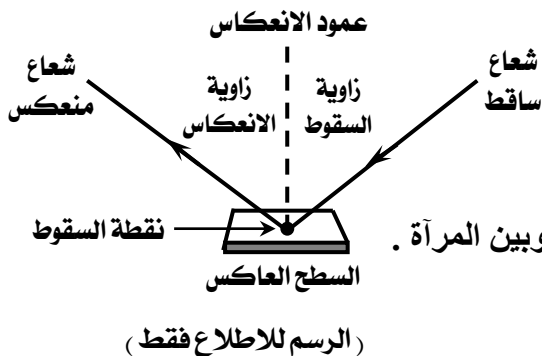 عمود الانعكاس
شعاع
ساقط
زاوية
السقوط
زاوية
الانعكاس
شعاع
منعكس
نقطة السقوط
وبين المرآة .
السطح العاكس
(الرسم للاطلاع فقط)